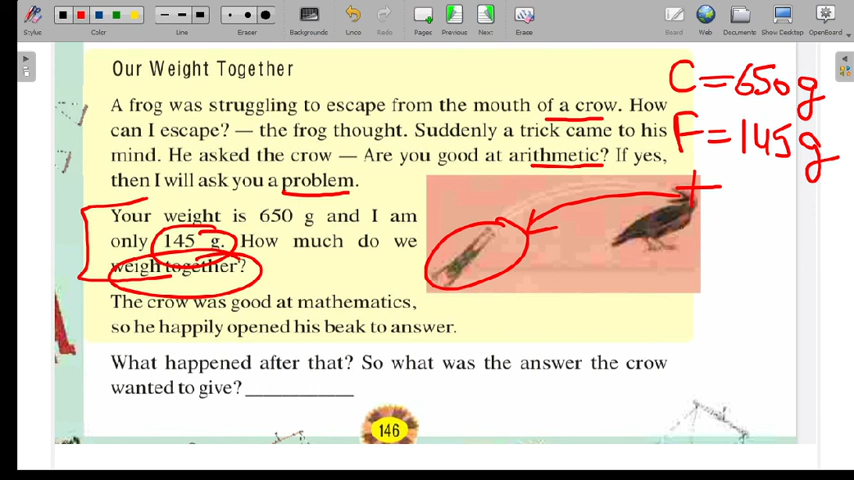 Stylus
Color
Line
Eraser
Backgrounds
Undo
Redo
Pages
Previous
Next
Erase
Board
Web
Documents
Show Desktop
OpenBoard
Our Weight Together
A frog was struggling to escape from the mouth of a crow. How
can I escape? — the frog thought. Suddenly a trick came to his
mind. He asked the crow — Are you good at arithmetic? If yes,
then I will ask you a problem.
Your weight is 650 g and I am
only 145 g. How much do we
weigh together?
The crow was good at mathematics,
so he happily opened his beak to answer.
What happened after that? So what was the answer the crow
wanted to give? ____________
146
C = 650 g
F = 145 g
+